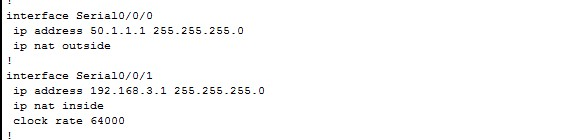 !
interface Serial0/0/0
 ip address 50.1.1.1 255.255.255.0
 ip nat outside
!
interface Serial0/0/1
 ip address 192.168.3.1 255.255.255.0
 ip nat inside
 clock rate 64000
!